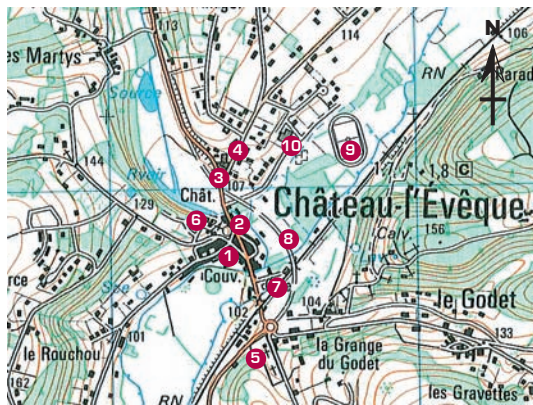 113
114
N
106
es Martys
RN
Parad
Source
144
4
10
9
3
Rvoir
107
1,8 C
Chât.
129
Château-l'Evêque
6
2
8
156
Calv.
1
Couv.
Sce
7
rce
102
104
le Godet
101
133
le Rouchou
5
la Grange
du Godet
162
RN
les Gravettes